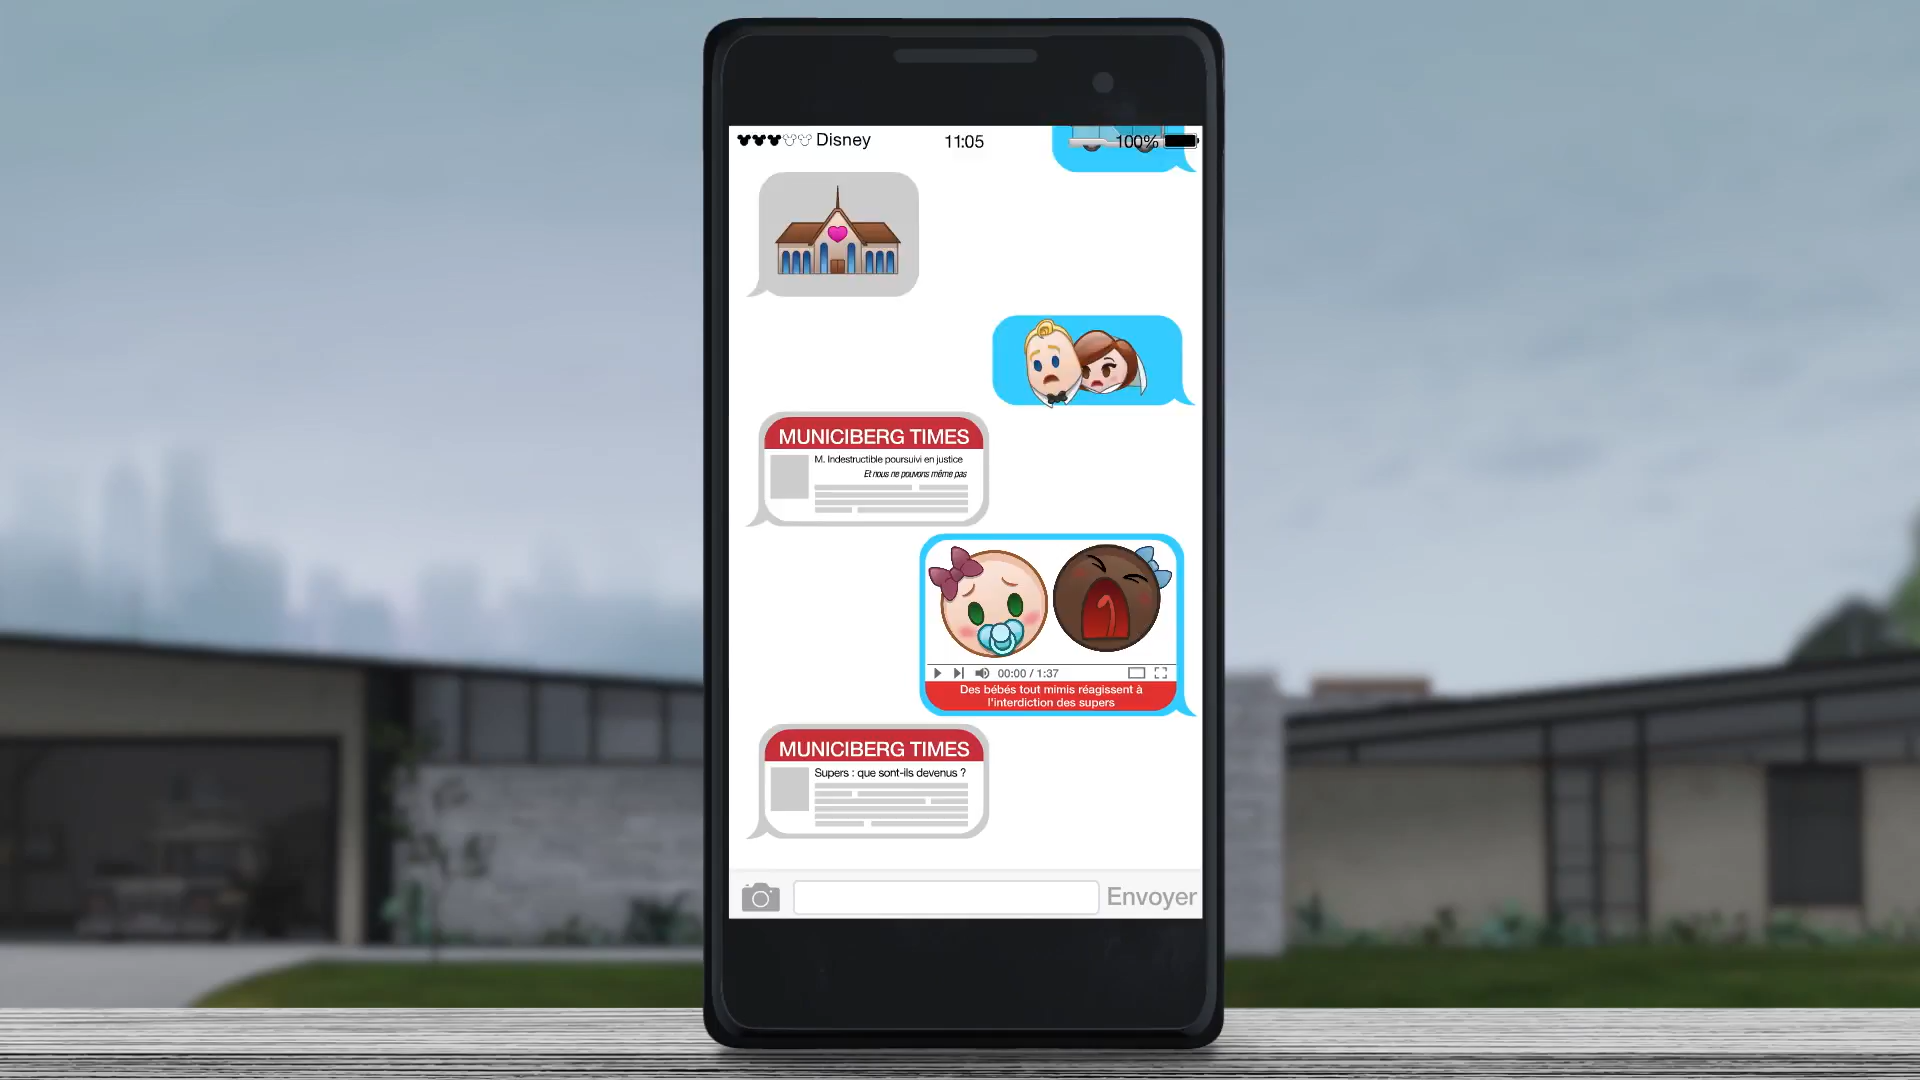 Disney 11:05 100%
MUNICIBERG TIMES
M. Indestructible poursuivi en justice
Et nous ne pouvons même pas
00:00 / 1:37
Des bébés tout mimis réagissent à
l'interdiction des supers
MUNICIBERG TIMES
Supers : que sont-ils devenus ?
Envoyer